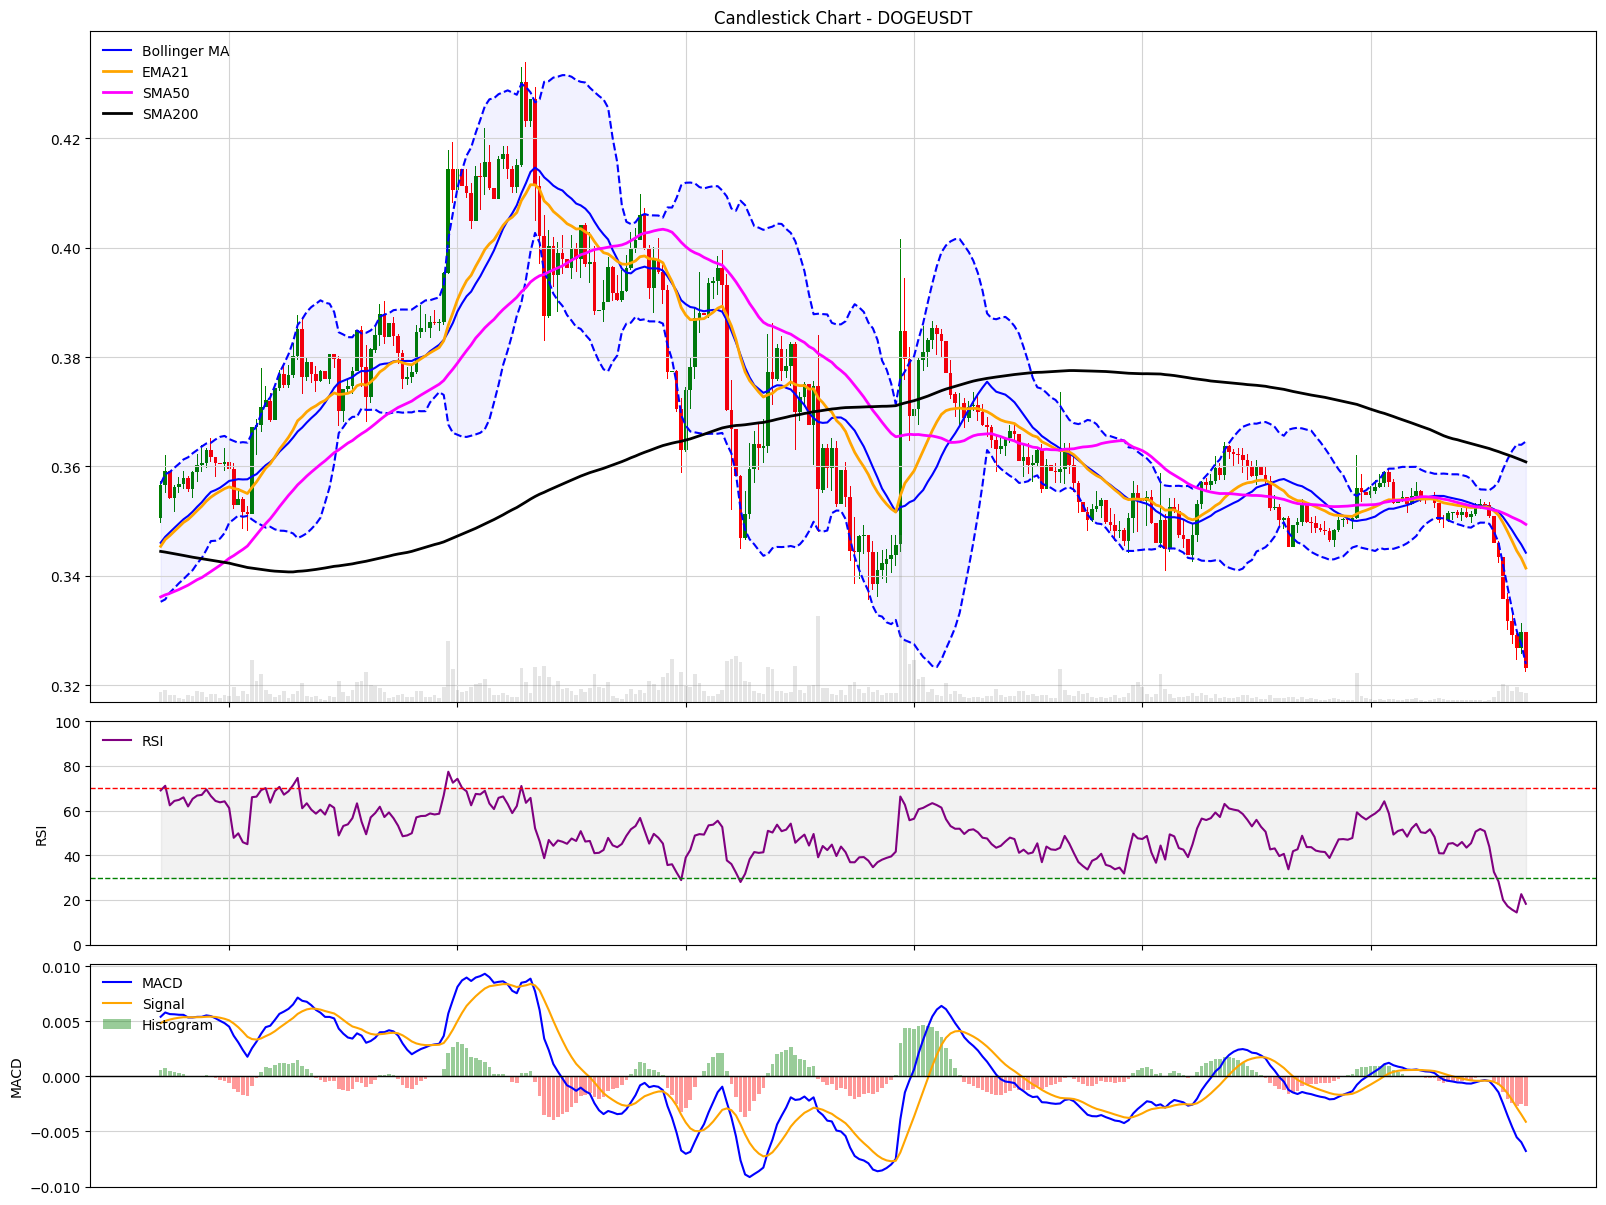 Candlestick Chart - DOGEUSDT
Bollinger MA
EMA21
SMA50
SMA200
0.42
0.40
0.38
0.36
0.34
0.32
100
RSI
80
60
RSI
40
20
0
0.010
MACD
Signal
0.005
Histogram
MACD
0.000
−0.005
−0.010